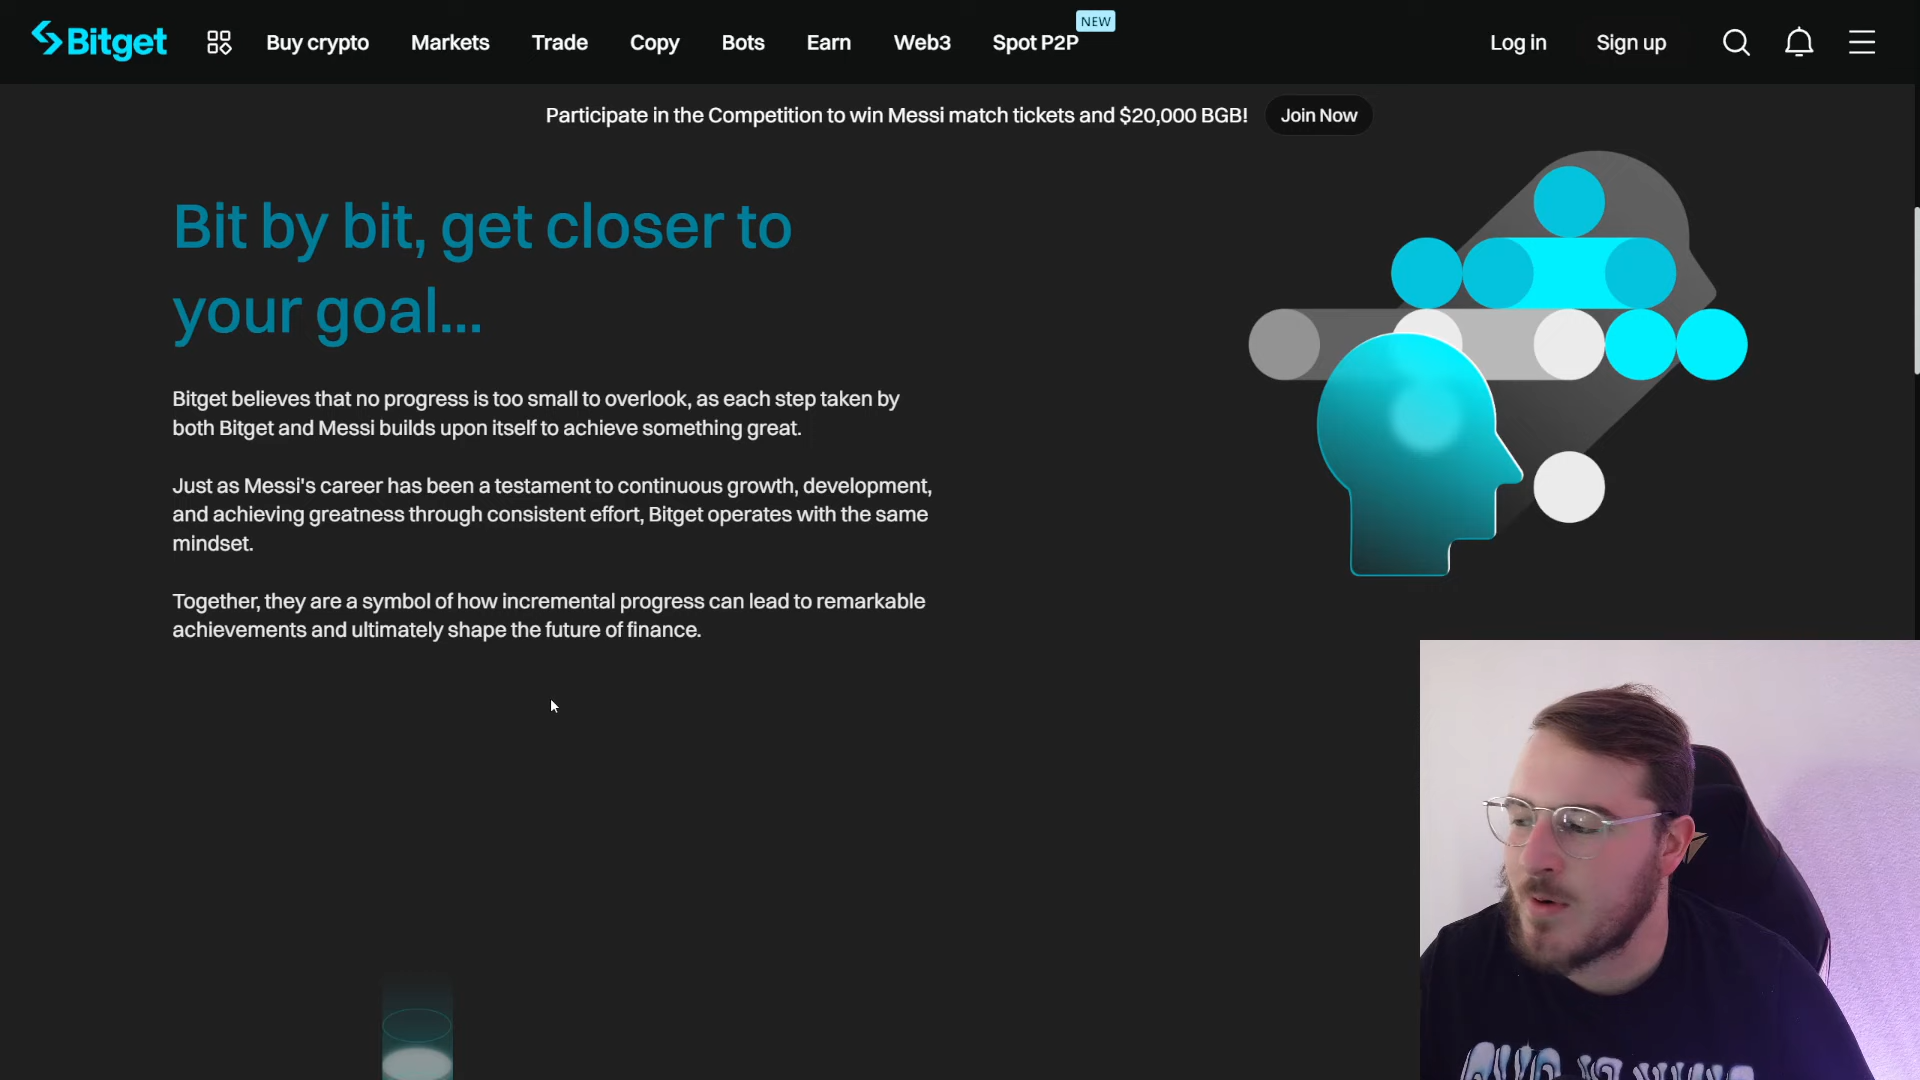 Bitget
Buy crypto
Markets
Trade
Copy
Bots
Earn
Web3
Spot P2P
NEW
Log in
Sign up
Participate in the Competition to win Messi match tickets and $20,000 BGB!
Join Now
Bit by bit, get closer to
your goal...
Bitget believes that no progress is too small to overlook, as each step taken by
both Bitget and Messi builds upon itself to achieve something great.
Just as Messi's career has been a testament to continuous growth, development,
and achieving greatness through consistent effort, Bitget operates with the same
mindset.
Together, they are a symbol of how incremental progress can lead to remarkable
achievements and ultimately shape the future of finance.